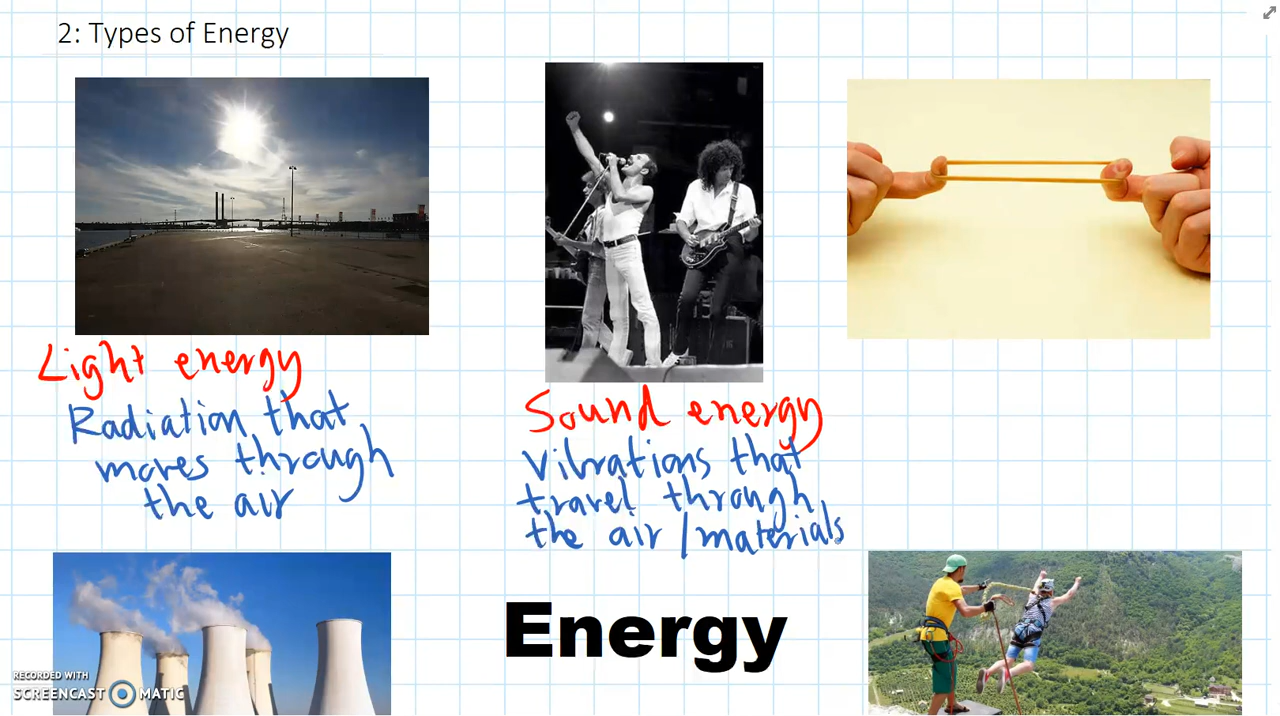 2: Types of Energy
Light energy
Radiation that
moves through
the air
Sound energy
Vibrations that
travel through
the air / materials
Energy
RECORDED WITH
SCREENCAST MATIC